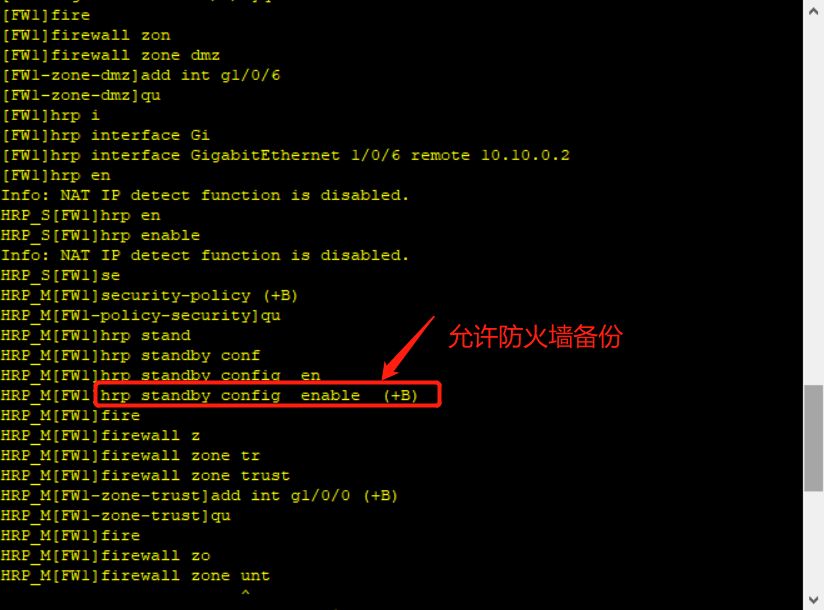 [FW1]fire
[FW1]firewall zon
[FW1]firewall zone dmz
[FW1-zone-dmz]add int g1/0/6
[FW1-zone-dmz]qu
[FW1]hrp i
[FW1]hrp interface Gi
[FW1]hrp interface GigabitEthernet 1/0/6 remote 10.10.0.2
[FW1]hrp en
Info: NAT IP detect function is disabled.
HRP_S[FW1]hrp en
HRP_S[FW1]hrp enable
Info: NAT IP detect function is disabled.
HRP_S[FW1]se
HRP_M[FW1]security-policy (+B)
HRP_M[FW1-policy-security]qu
HRP_M[FW1]hrp stand
HRP_M[FW1]hrp standby conf
HRP_M[FW1]hrp standby config  en
HRP_M[FW1]hrp standby config  enable  (+B)
允许防火墙备份
HRP_M[FW1]fire
HRP_M[FW1]firewall z
HRP_M[FW1]firewall zone tr
HRP_M[FW1]firewall zone trust
HRP_M[FW1-zone-trust]add int g1/0/0 (+B)
HRP_M[FW1-zone-trust]qu
HRP_M[FW1]fire
HRP_M[FW1]firewall zo
HRP_M[FW1]firewall zone unt
^